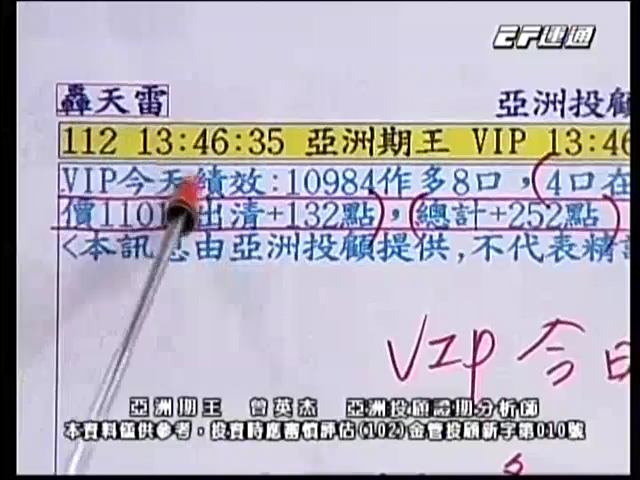 EF運通
轟天雷
亞洲投顧
112 13:46:35 亞洲期王 VIP 13:46
VIP今天績效:10984作多8口，4口在
價1101 出清+132點)，(總計+252點)
<本訊息由亞洲投顧提供,不代表精
VIP 今日
亞洲期王 曾英杰 亞洲投顧證期分析師
本資料僅供參考，投資時應審慎評估(102)金管投顧新字第010號